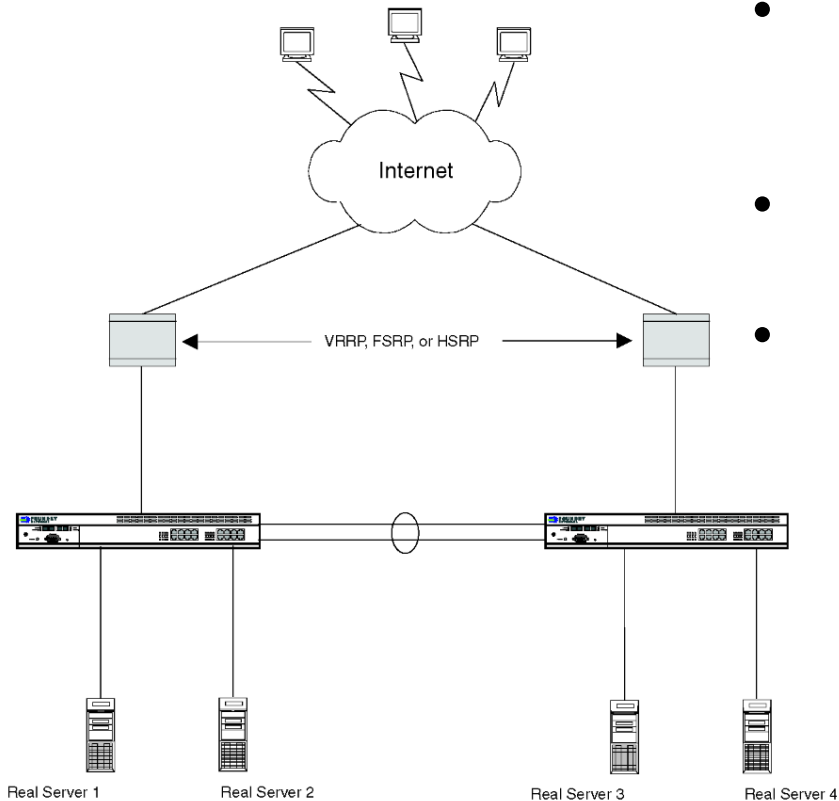 Internet
VRRP, FSRP, or HSRP
Real Server 1
Real Server 2
Real Server 3
Real Server 4